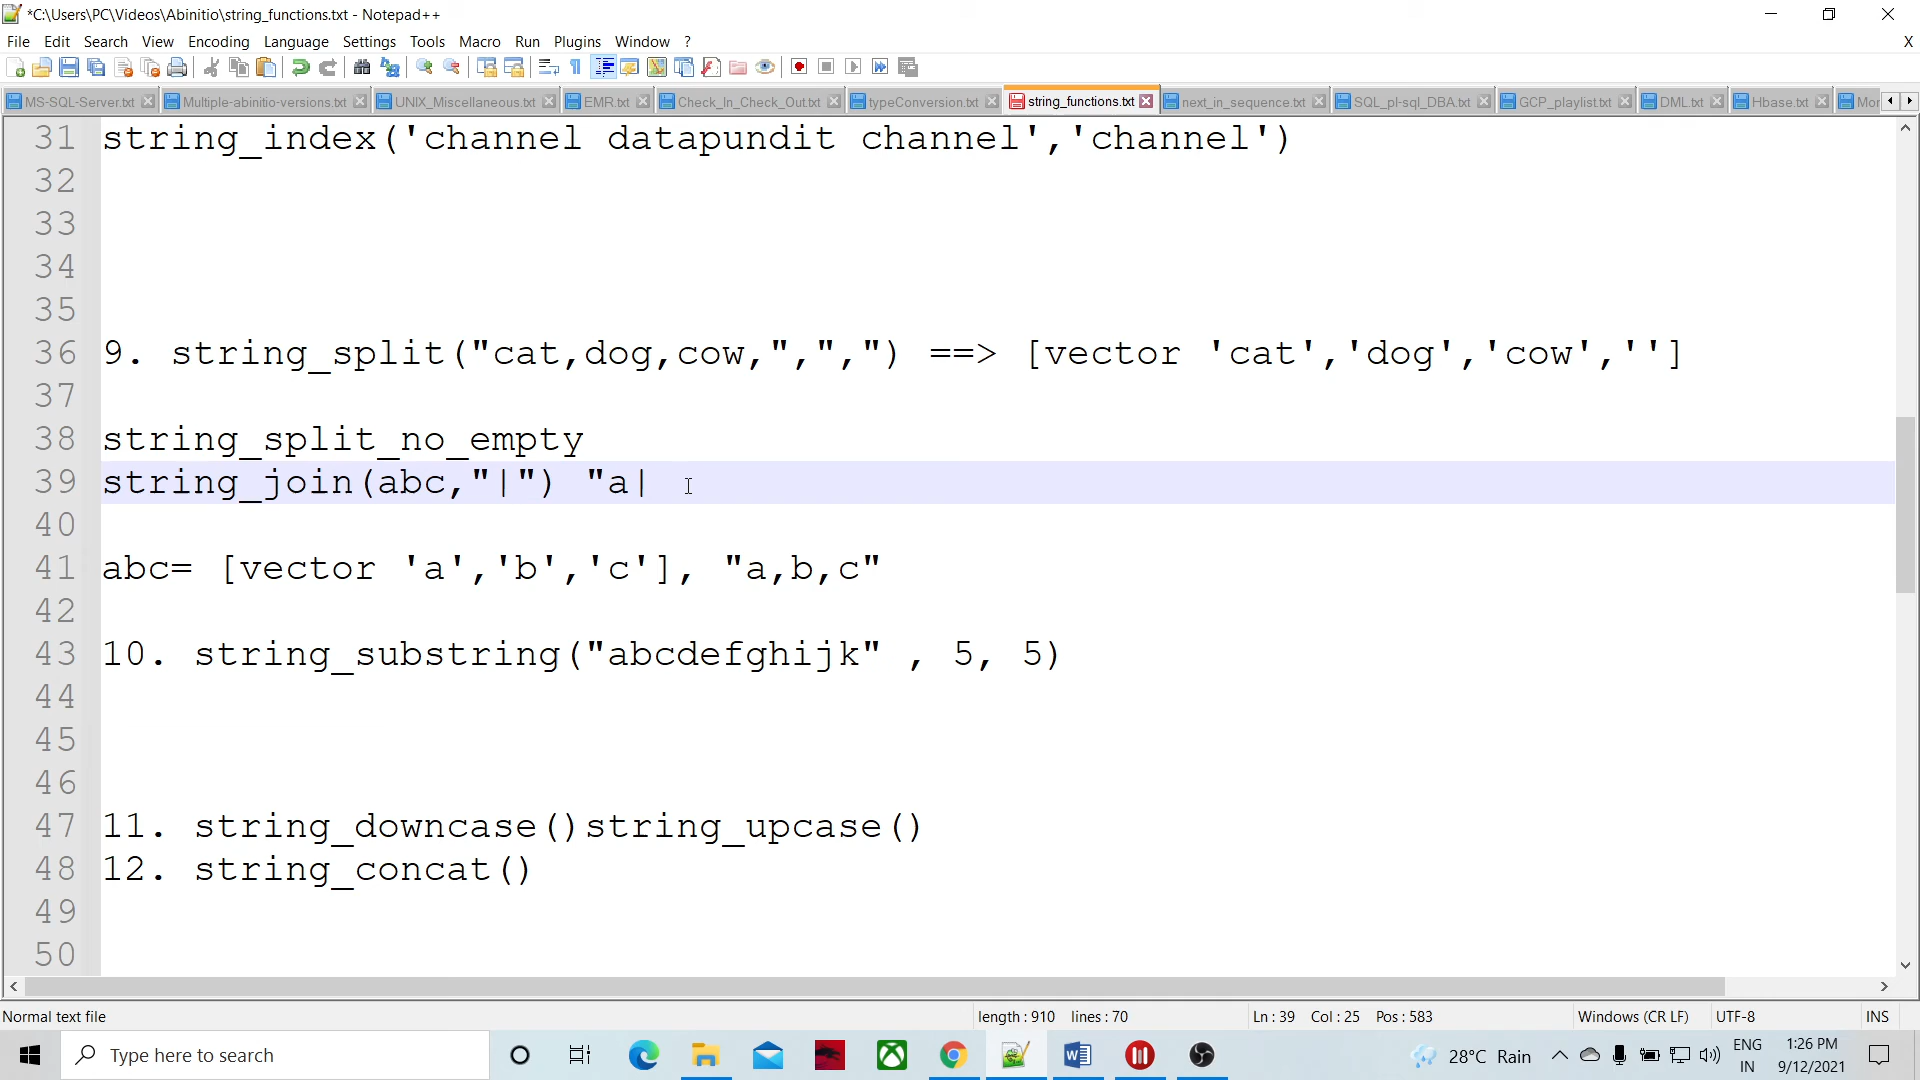 *C:\Users\PC\Videos\Abinitio\string_functions.txt - Notepad++
File Edit Search View Encoding Language Settings Tools Macro Run Plugins Window ? X
MS-SQL-Server.txt Multiple-abinitio-versions.txt UNIX_Miscellaneous.txt EMR.txt Check_In_Check_Out.txt typeConversion.txt string_functions.txt next_in_sequence.txt SQL_pl-sql_DBA.txt GCP_playlist.txt DML.txt Hbase.txt Mor
31 string_index('channel datapundit channel','channel')
32
33
34
35
36 9. string_split("cat,dog,cow,",",") ==> [vector 'cat','dog','cow','']
37
38 string_split_no_empty
39 string_join(abc,"|") "a|
40
41 abc= [vector 'a','b','c'], "a,b,c"
42
43 10. string_substring("abcdefghijk" , 5, 5)
44
45
46
47 11. string_downcase()string_upcase()
48 12. string_concat()
49
50
Normal text file length : 910 lines : 70 Ln : 39 Col : 25 Pos : 583 Windows (CR LF) UTF-8 INS
Type here to search 28°C Rain ENG IN 1:26 PM 9/12/2021